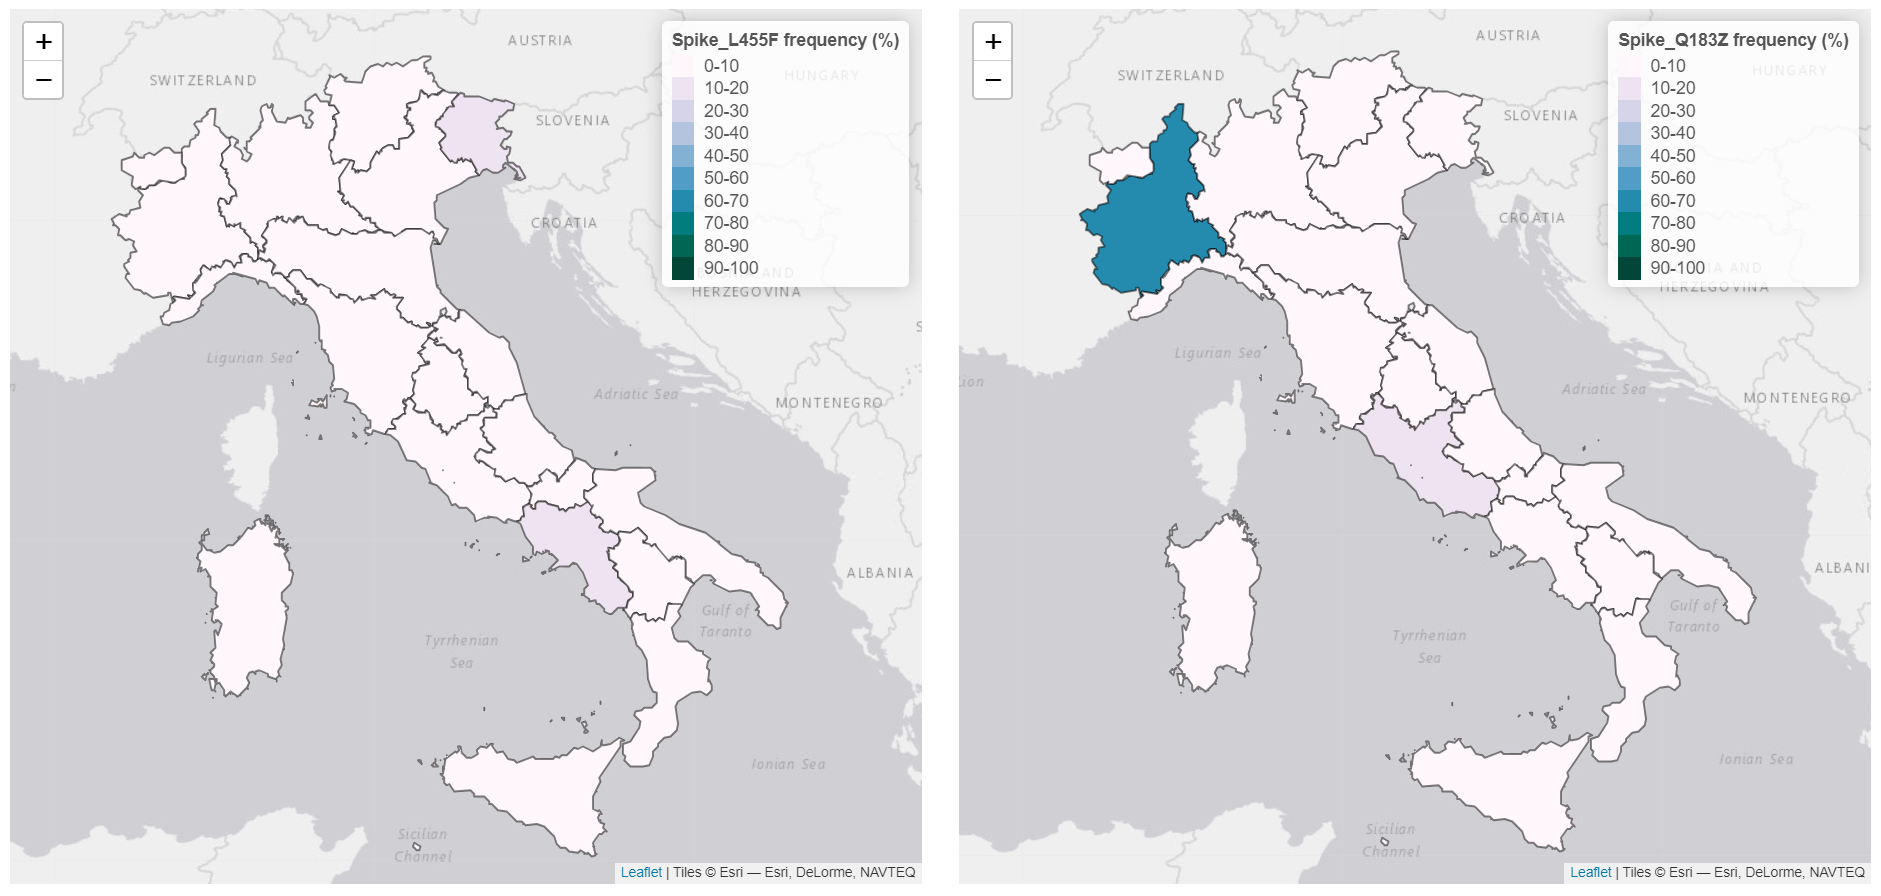 +
−
Spike_L455F frequency (%)
0-10
10-20
20-30
30-40
40-50
50-60
60-70
70-80
80-90
90-100
AUSTRIA
SWITZERLAND
HUNGARY
SLOVENIA
CROATIA
AND
HERZEGOVINA
Ligurian Sea
Adriatic Sea
MONTENEGRO
ALBANIA
Gulf of
Taranto
Tyrrhenian
Sea
Ionian Sea
Sicilian
Channel
Leaflet | Tiles © Esri — Esri, DeLorme, NAVTEQ
+
−
Spike_Q183Z frequency (%)
0-10
10-20
20-30
30-40
40-50
50-60
60-70
70-80
80-90
90-100
AUSTRIA
SWITZERLAND
HUNGARY
SLOVENIA
CROATIA
IA AND
HERZEGOVINA
Ligurian Sea
ion
Adriatic Sea
MONTENEGRO
ALBANI
Gulf of
Taranto
Tyrrhenian
Sea
Ionian Sea
Sicilian
Channel
Leaflet | Tiles © Esri — Esri, DeLorme, NAVTEQ